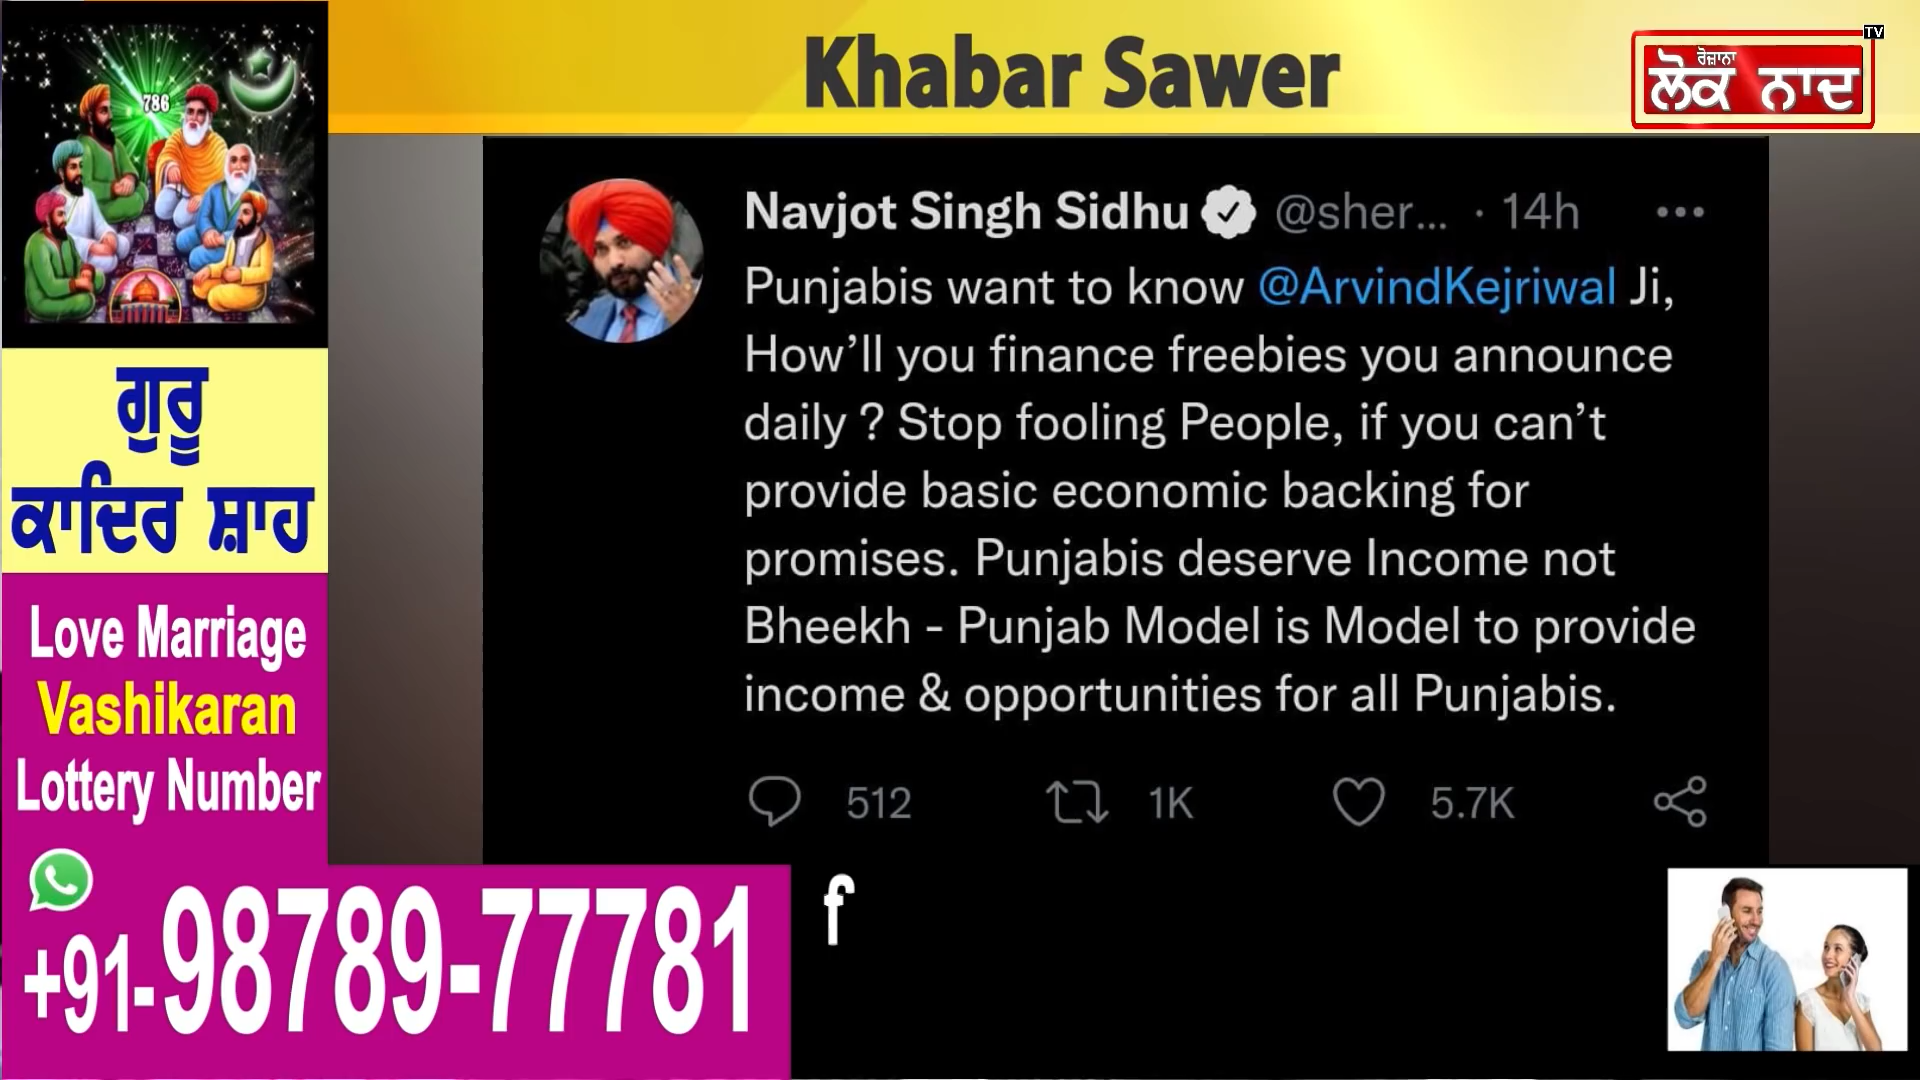 Khabar Sawer
TV
ਰੋਜ਼ਾਨਾ
ਲੋਕ ਨਾਦ
786
ਗੁਰੂ
ਕਾਦਿਰ ਸ਼ਾਹ
Love Marriage
Vashikaran
Lottery Number
+91-98789-77781
Navjot Singh Sidhu @sher... · 14h
Punjabis want to know @ArvindKejriwal Ji,
How’ll you finance freebies you announce
daily ? Stop fooling People, if you can’t
provide basic economic backing for
promises. Punjabis deserve Income not
Bheekh - Punjab Model is Model to provide
income & opportunities for all Punjabis.
512 1K 5.7K
f